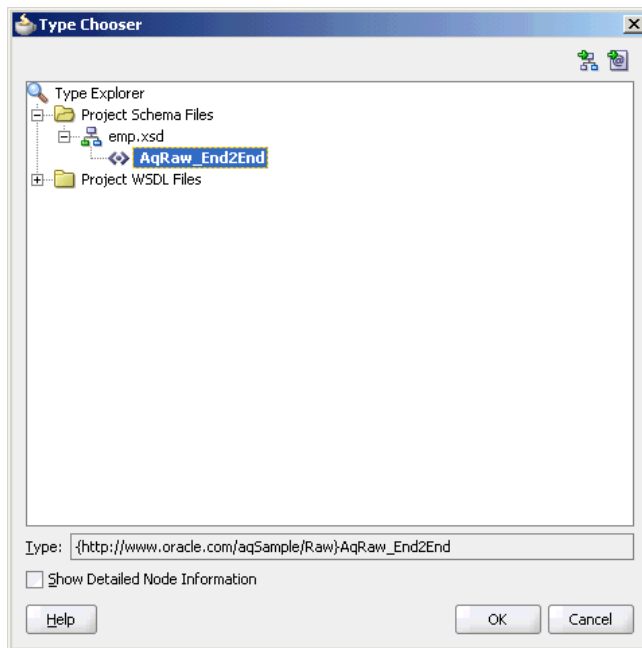 Type Chooser
Type Explorer
Project Schema Files
emp.xsd
AqRaw_End2End
Project WSDL Files
Type: {http://www.oracle.com/aqSample/Raw}AqRaw_End2End
Show Detailed Node Information
Help OK Cancel